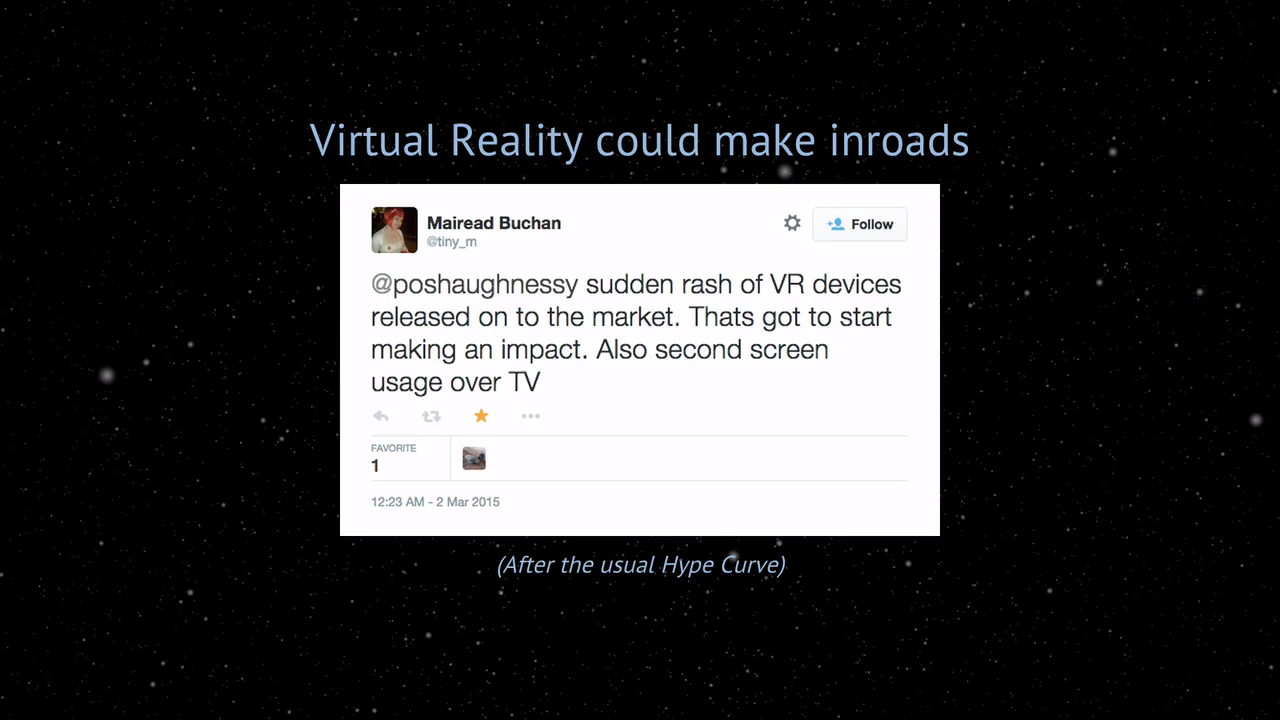 Virtual Reality could make inroads
Mairead Buchan
@tiny_m
Follow
@poshaughnessy sudden rash of VR devices
released on to the market. Thats got to start
making an impact. Also second screen
usage over TV
FAVORITE
1
12:23 AM - 2 Mar 2015
(After the usual Hype Curve)